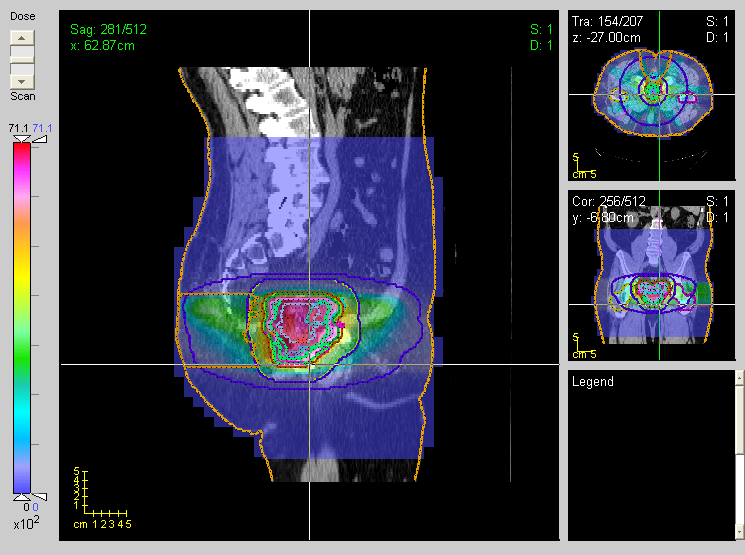 Dose
Scan
71.1 71.1
0 0
x10²
Sag: 281/512
x: 62.87cm
S: 1
D: 1
5
4
3
2
1
cm 1 2 3 4 5
Tra: 154/207
z: -27.00cm
S: 1
D: 1
5
cm 5
Cor: 256/512
y: -6.80cm
S: 1
D: 1
5
cm 5
Legend